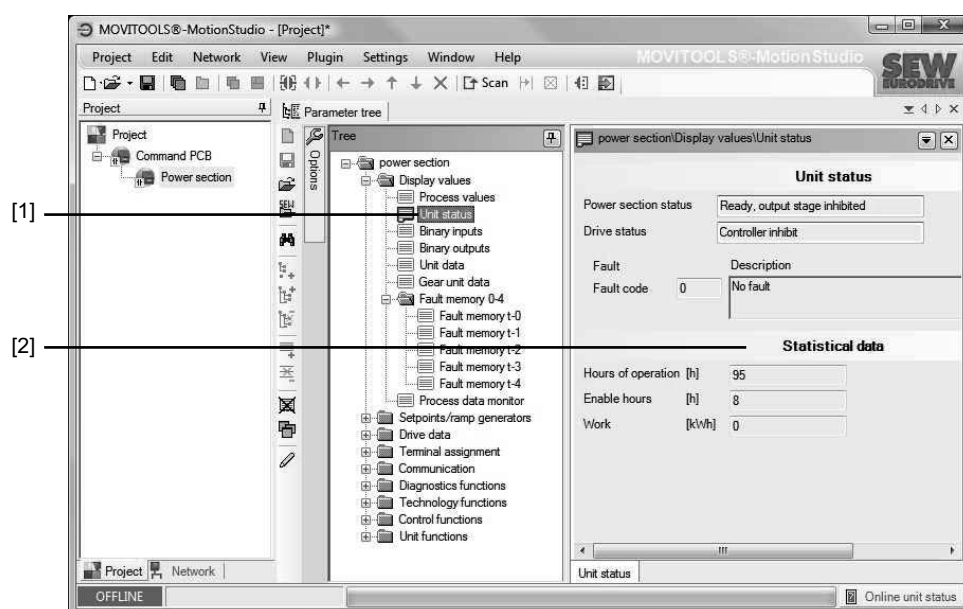 MOVITOOLS®-MotionStudio - [Project]*
Project Edit Network View Plugin Settings Window Help
MOVITOOLS®-MotionStudio
SEW
EURODRIVE
Scan
Project
Parameter tree
Project
Command PCB
Power section
Options
SEW
Tree
power section
Display values
Process values
[1]
Unit status
Binary inputs
Binary outputs
Unit data
Gear unit data
Fault memory 0-4
Fault memory t-0
Fault memory t-1
[2]
Fault memory t-2
Fault memory t-3
Fault memory t-4
Process data monitor
Setpoints/ramp generators
Drive data
Terminal assignment
Communication
Diagnostics functions
Technology functions
Control functions
Unit functions
power section\Display values\Unit status
Unit status
Power section status Ready, output stage inhibited
Drive status Controller inhibit
Fault Description
Fault code 0 No fault
Statistical data
Hours of operation [h] 95
Enable hours [h] 8
Work [kWh] 0
Project Network
Unit status
OFFLINE
Online unit status